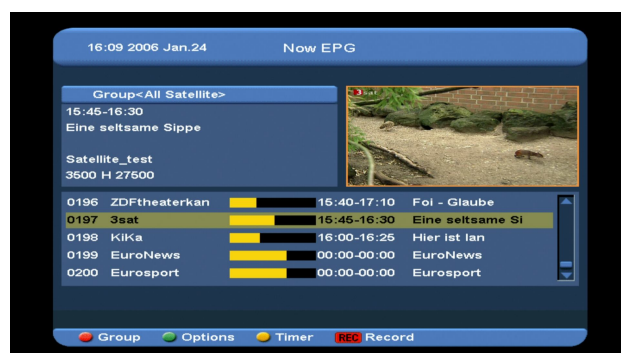 16:09 2006 Jan.24 Now EPG
Group<All Satellite>
15:45-16:30
Eine seltsame Sippe
Satellite_test
3500 H 27500
3sat
0196 ZDFtheaterkan 15:40-17:10 Foi - Glaube
0197 3sat 15:45-16:30 Eine seltsame Si
0198 KiKa 16:00-16:25 Hier ist Ian
0199 EuroNews 00:00-00:00 EuroNews
0200 Eurosport 00:00-00:00 Eurosport
Group Options Timer REC Record